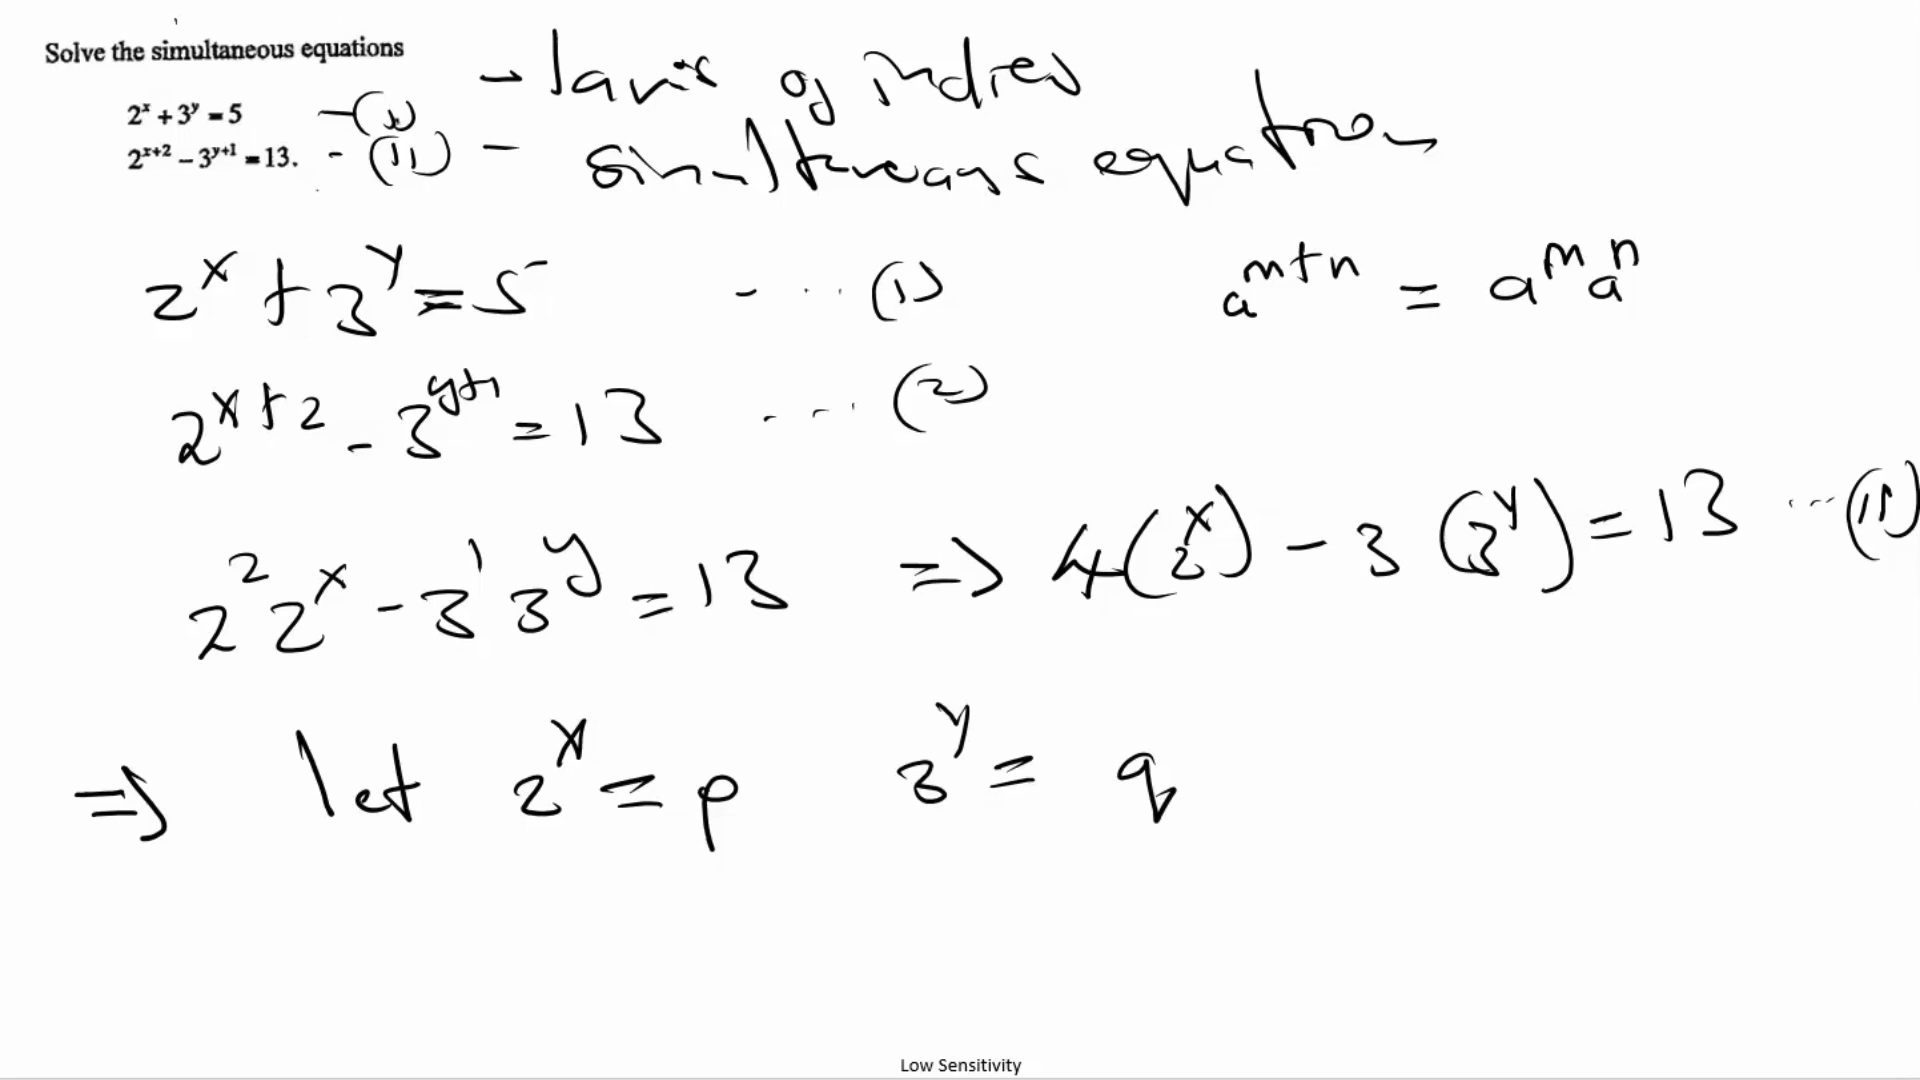 Solve the simultaneous equations
2^x + 3^y = 5 - (i)
2^{x+2} - 3^{y+1} = 13. - (ii)
- laws of indices
- simultaneous equations
2^x + 3^y = 5 ... (1)
a^{m+n} = a^m a^n
2^{x+2} - 3^{y+1} = 13 ... (2)
2^2 2^x - 3^1 3^y = 13 => 4(2^x) - 3(3^y) = 13 ... (ii)
=> let 2^x = p 3^y = q
Low Sensitivity